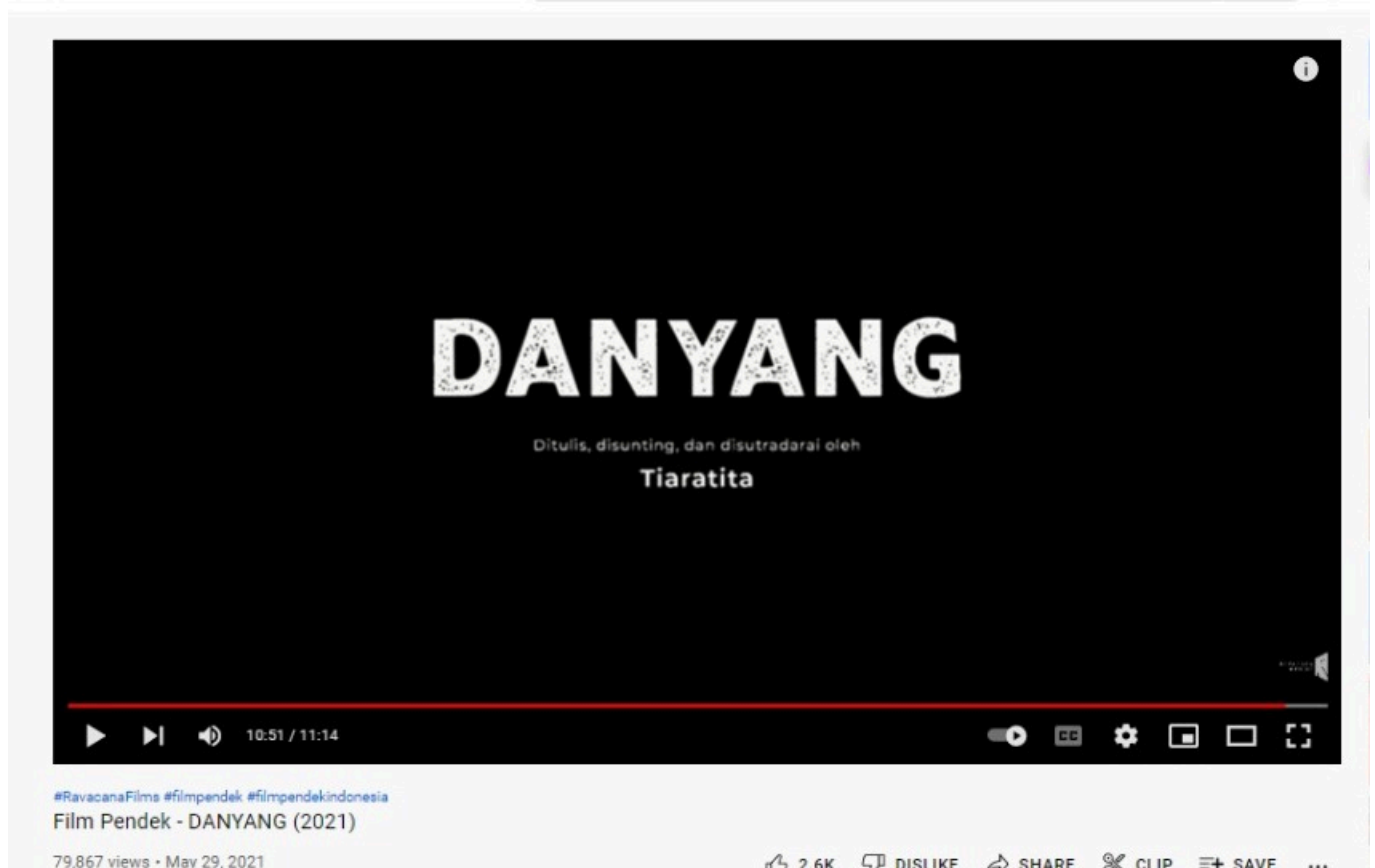 DANYANG
Ditulis, disunting, dan disutradarai oleh
Tiaratita
10:51 / 11:14
CC
#RavacanaFilms #filmpendek #filmpendekindonesia
Film Pendek - DANYANG (2021)
79,867 views • May 29, 2021
2.6K DISLIKE SHARE CLIP SAVE ...